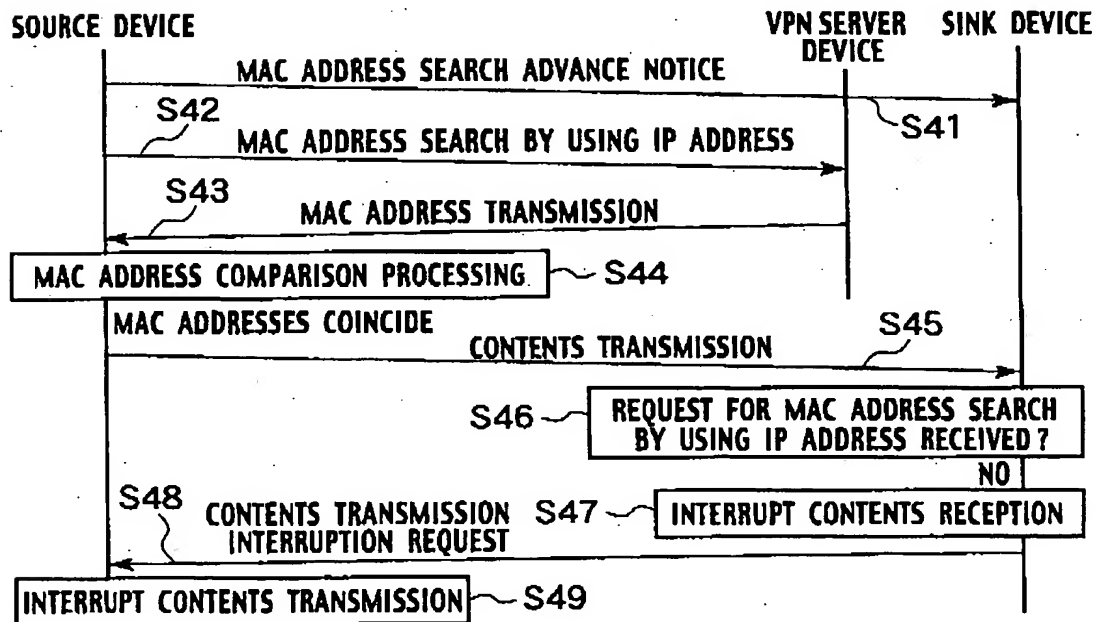 SOURCE DEVICE
VPN SERVER
DEVICE
SINK DEVICE
MAC ADDRESS SEARCH ADVANCE NOTICE
S41
S42
MAC ADDRESS SEARCH BY USING IP ADDRESS
S43
MAC ADDRESS TRANSMISSION
MAC ADDRESS COMPARISON PROCESSING
S44
MAC ADDRESSES COINCIDE
S45
CONTENTS TRANSMISSION
S46
REQUEST FOR MAC ADDRESS SEARCH
BY USING IP ADDRESS RECEIVED?
NO
S47
INTERRUPT CONTENTS RECEPTION
S48
CONTENTS TRANSMISSION
INTERRUPTION REQUEST
INTERRUPT CONTENTS TRANSMISSION
S49